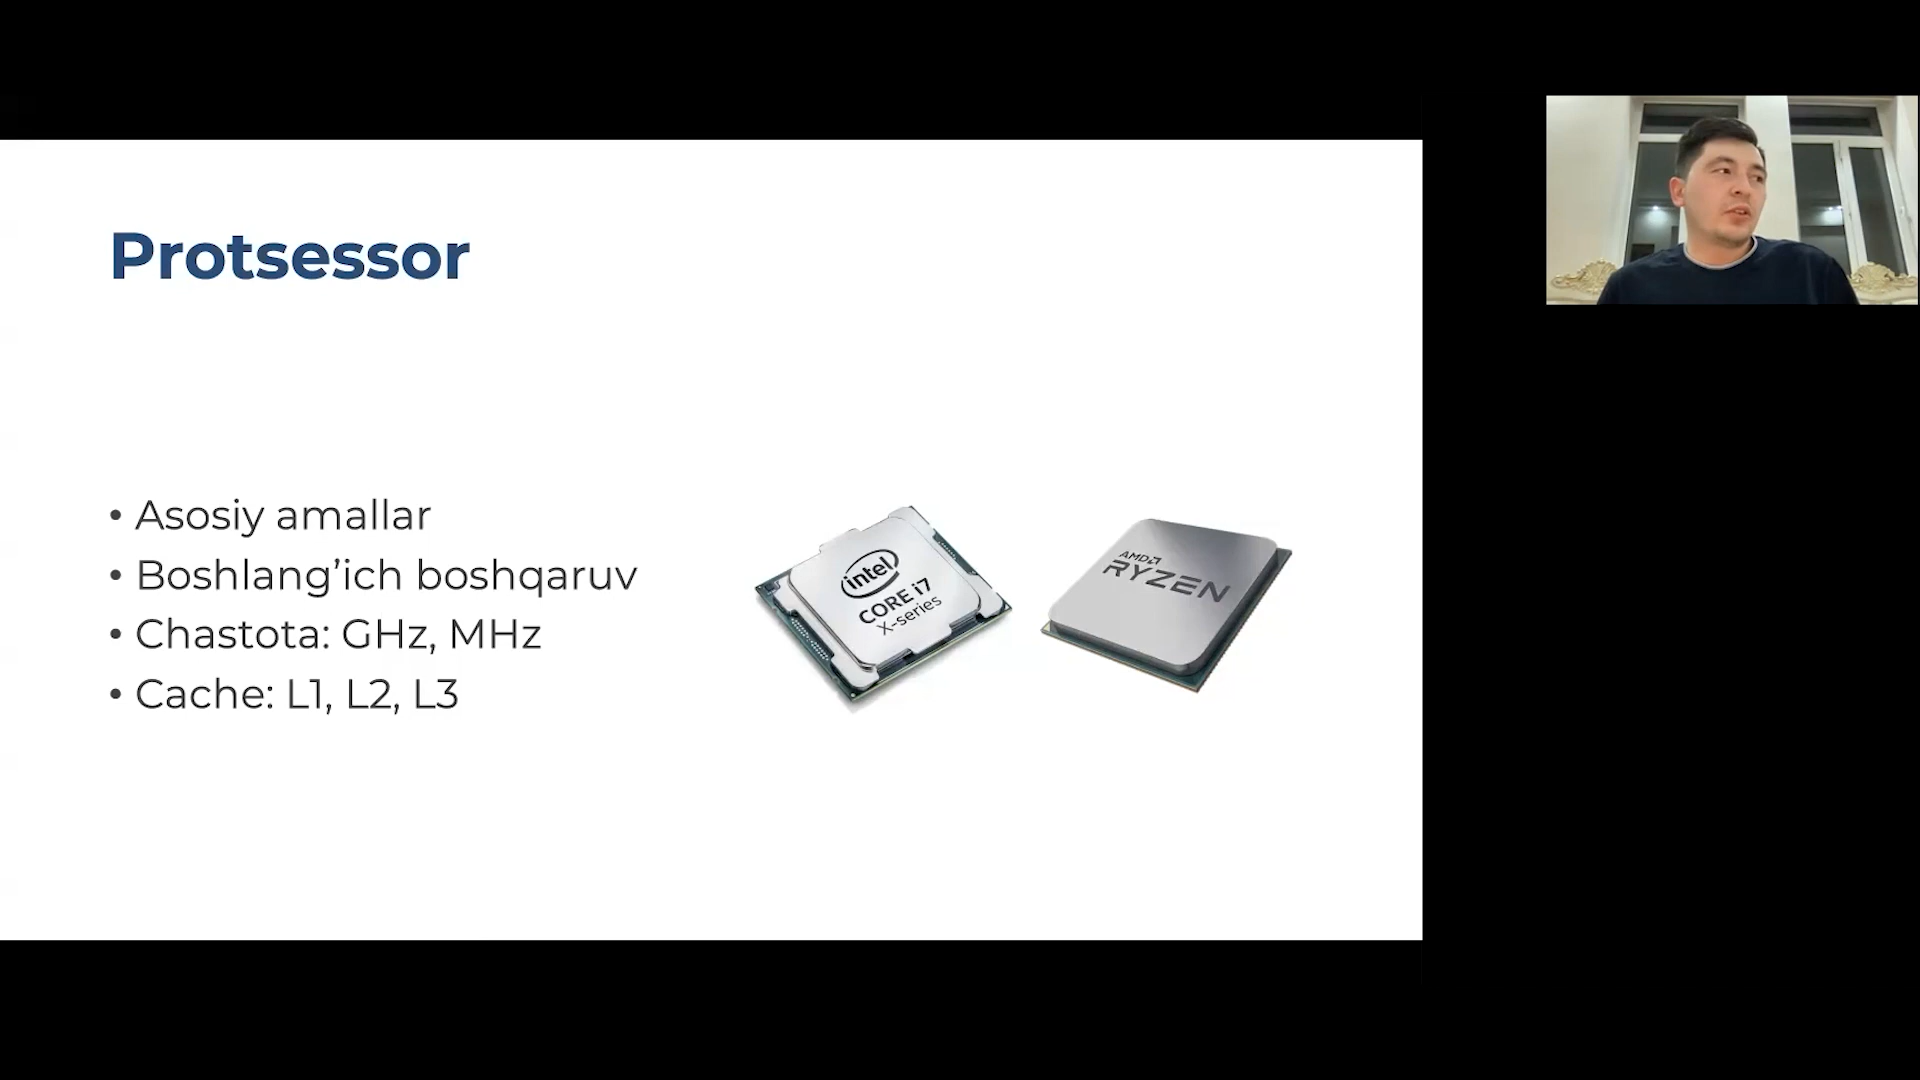 Protsessor
• Asosiy amallar
• Boshlang’ich boshqaruv
• Chastota: GHz, MHz
• Cache: L1, L2, L3
intel
CORE i7
X-series
AMD
RYZEN